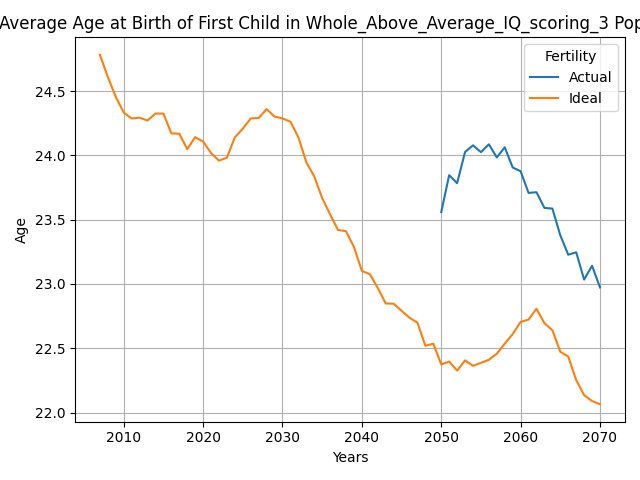 Average Age at Birth of First Child in Whole_Above_Average_IQ_scoring_3 Pop
Fertility
Actual
Ideal
24.5
24.0
23.5
23.0
22.5
22.0
Age
2010 2020 2030 2040 2050 2060 2070
Years